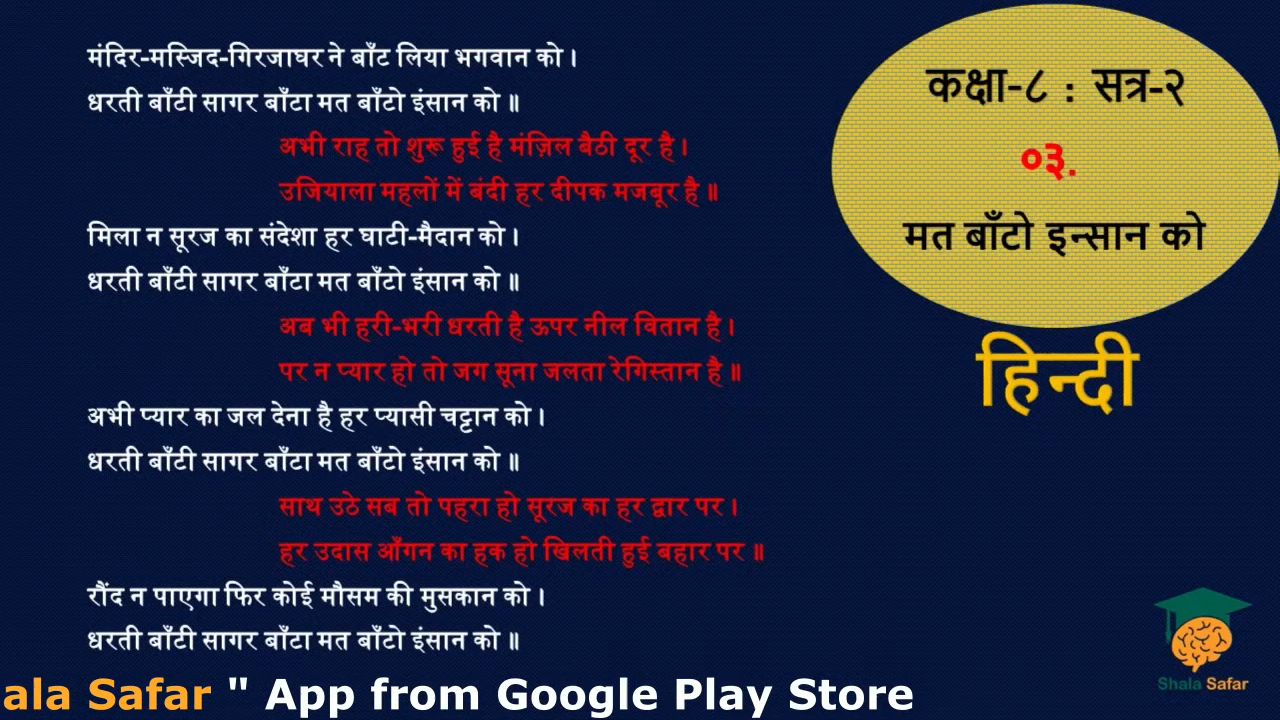 मंदिर-मस्जिद-गिरजाघर ने बाँट लिया भगवान को ।
धरती बाँटी सागर बाँटा मत बाँटो इंसान को ॥
अभी राह तो शुरू हुई है मंज़िल बैठी दूर है ।
उजियाला महलों में बंदी हर दीपक मजबूर है ॥
मिला न सूरज का संदेशा हर घाटी-मैदान को ।
धरती बाँटी सागर बाँटा मत बाँटो इंसान को ॥
अब भी हरी-भरी धरती है ऊपर नील वितान है ।
पर न प्यार हो तो जग सूना जलता रेगिस्तान है ॥
अभी प्यार का जल देना है हर प्यासी चट्टान को ।
धरती बाँटी सागर बाँटा मत बाँटो इंसान को ॥
साथ उठे सब तो पहरा हो सूरज का हर द्वार पर ।
हर उदास आँगन का हक हो खिलती हुई बहार पर ॥
रौंद न पाएगा फिर कोई मौसम की मुसकान को ।
धरती बाँटी सागर बाँटा मत बाँटो इंसान को ॥
कक्षा-८ : सत्र-२
०३.
मत बाँटो इन्सान को
हिन्दी
Shala Safar
ala Safar " App from Google Play Store